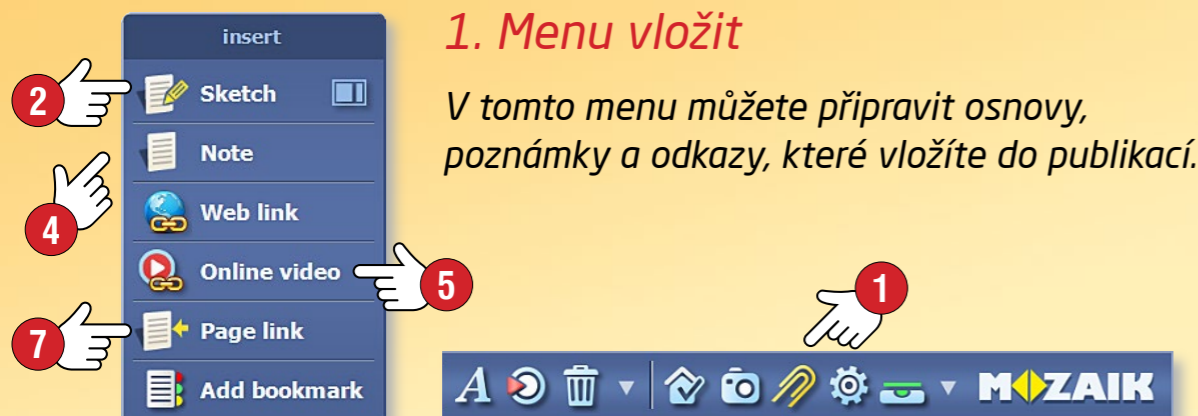 insert
2
Sketch
4
Note
Web link
Online video
5
7
Page link
Add bookmark
1. Menu vložit
V tomto menu můžete připravit osnovy,
poznámky a odkazy, které vložíte do publikací.
1
A
MOZAIK